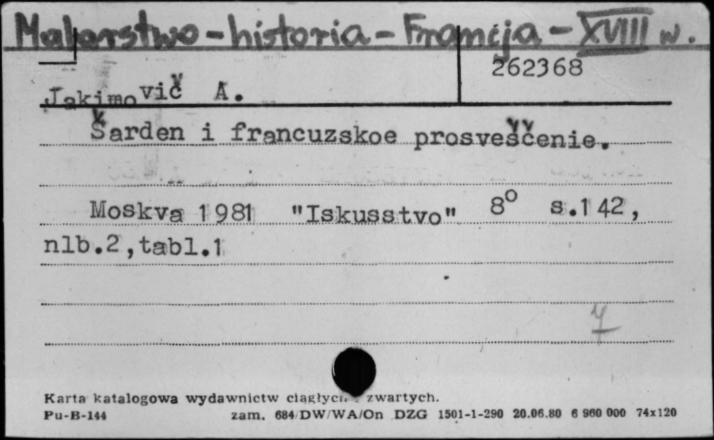 Malarstwo - historia - Francja - XVIII w.
262368
Jakimovič A.
Šarden i francuzskoe prosveščenie.
Moskva 1981 "Iskusstvo" 8° s.142,
nlb.2, tabl.1
7
Karta katalogowa wydawnictw ciągłych zwartych.
Pu-B-144 zam. 684/DW/WA/On DZG 1501-1-290 20.06.80 6 960 000 74x120